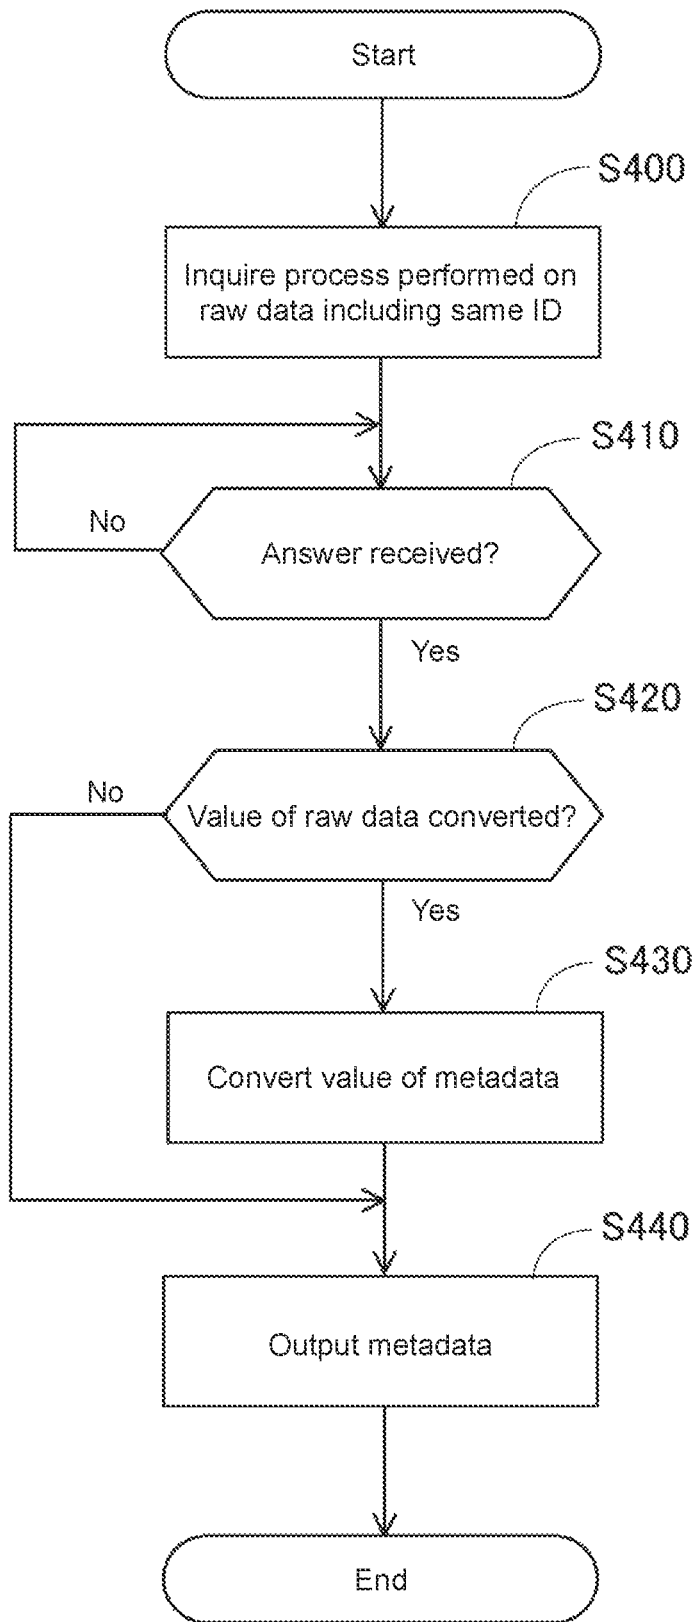 Start
S400
Inquire process performed on
raw data including same ID
S410
No
Answer received?
Yes
S420
No
Value of raw data converted?
Yes
S430
Convert value of metadata
S440
Output metadata
End